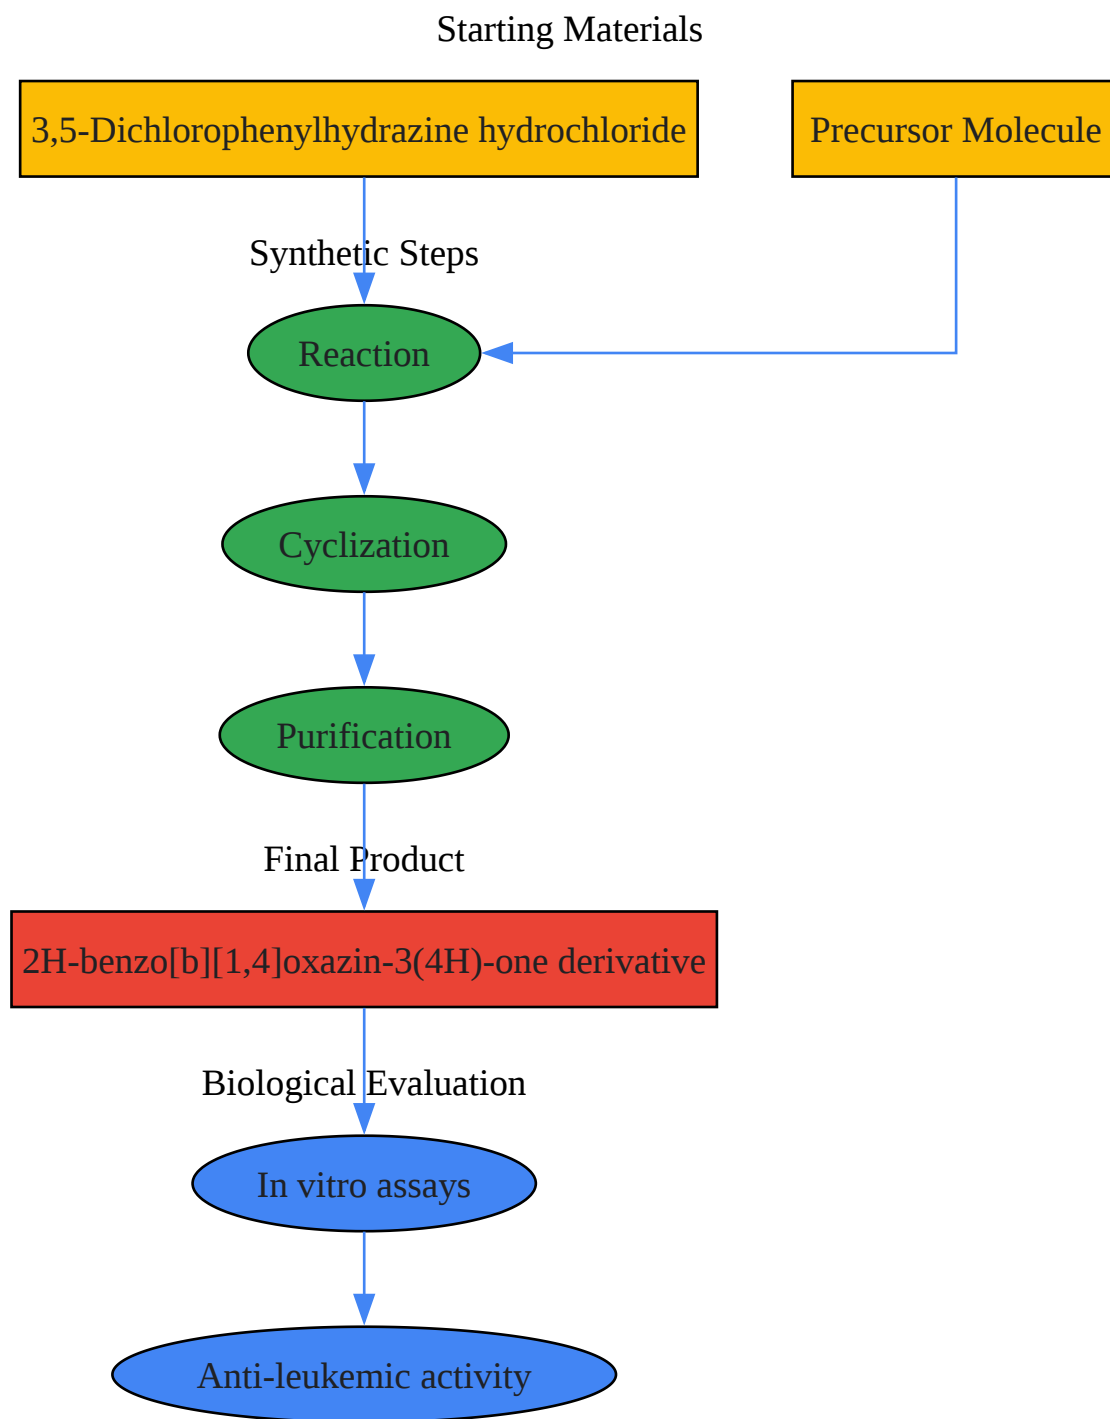 Starting Materials
3,5-Dichlorophenylhydrazine hydrochloride
Precursor Molecule
Synthetic Steps
Reaction
Cyclization
Purification
Final Product
2H-benzo[b][1,4]oxazin-3(4H)-one derivative
Biological Evaluation
In vitro assays
Anti-leukemic activity